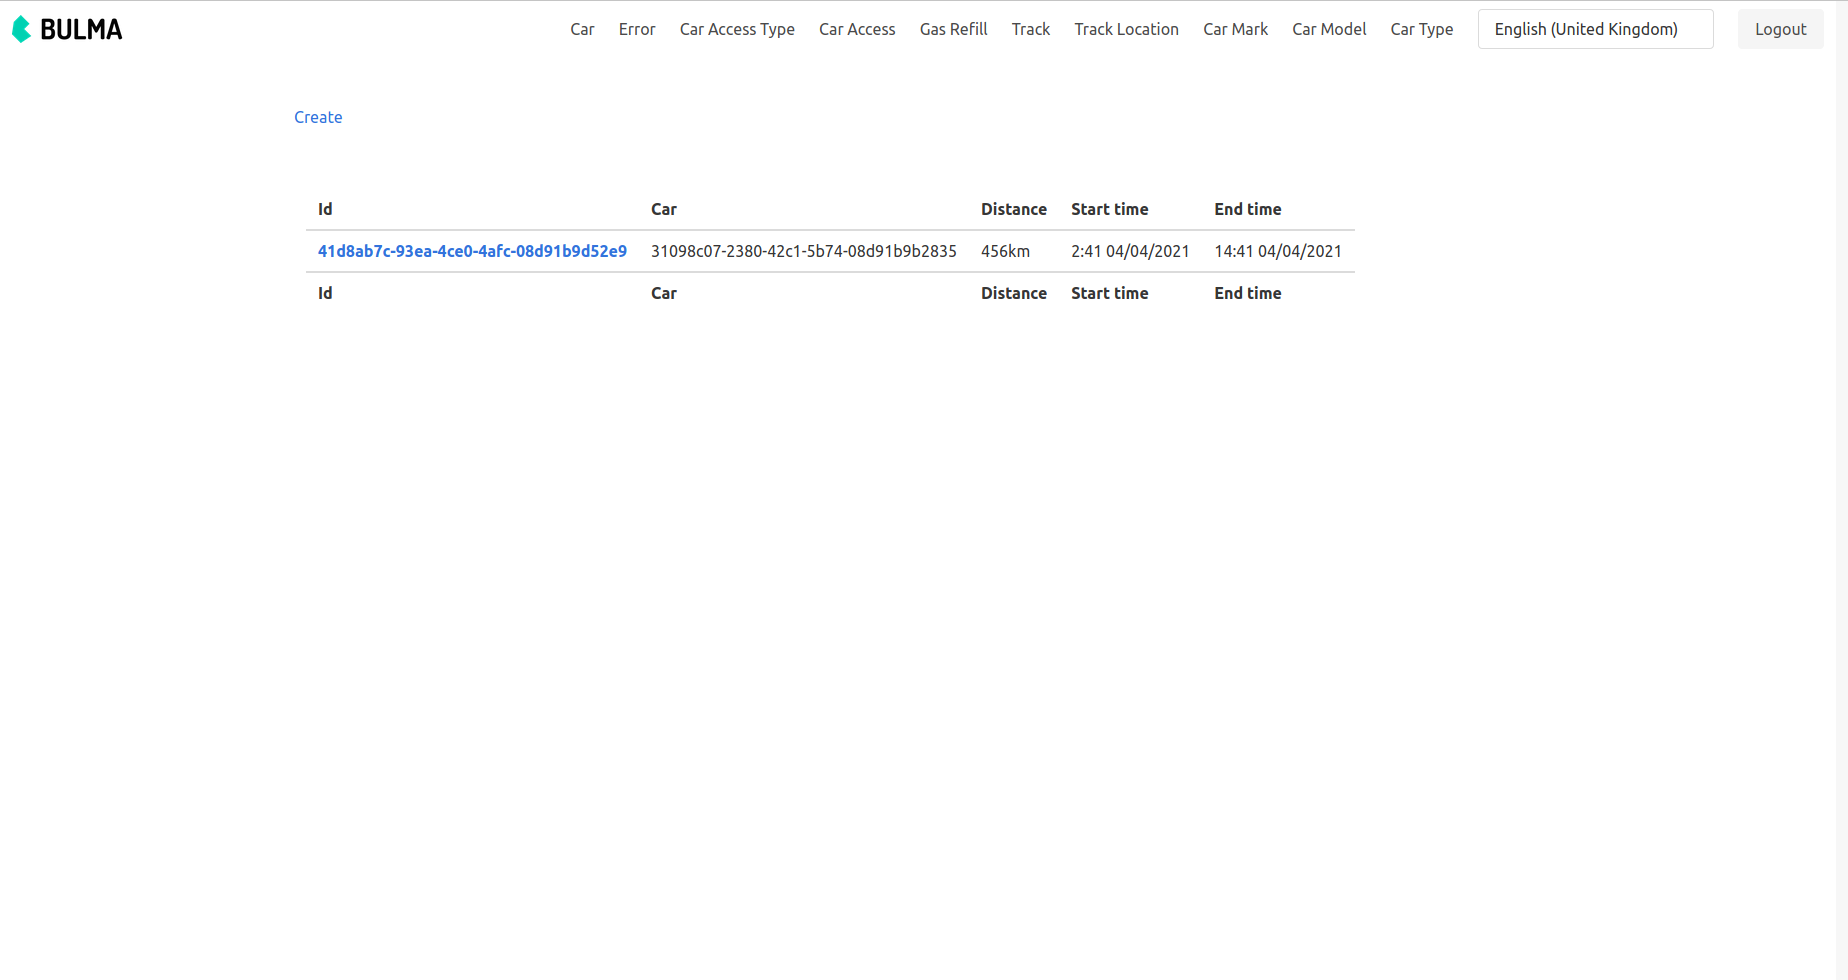 BULMA Car Error Car Access Type Car Access Gas Refill Track Track Location Car Mark Car Model Car Type English (United Kingdom) Logout
Create
Id Car Distance Start time End time
41d8ab7c-93ea-4ce0-4afc-08d91b9d52e9 31098c07-2380-42c1-5b74-08d91b9b2835 456km 2:41 04/04/2021 14:41 04/04/2021
Id Car Distance Start time End time